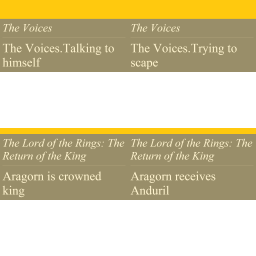 The Voices The Voices
The Voices.Talking to The Voices.Trying to
himself scape
The Lord of the Rings: The The Lord of the Rings: The
Return of the King Return of the King
Aragorn is crowned Aragorn receives
king Anduril